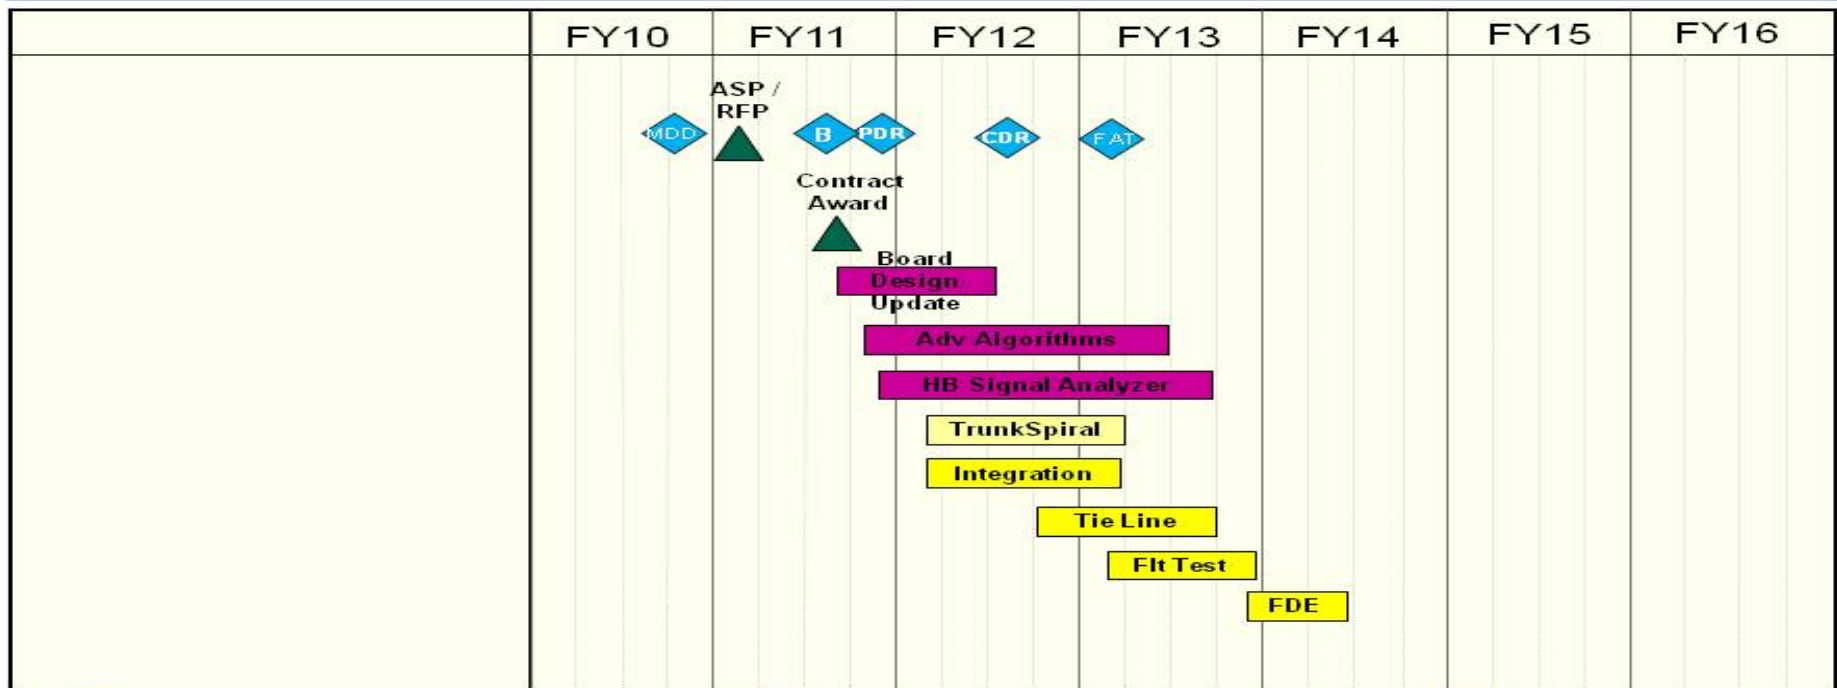 FY10 FY11 FY12 FY13 FY14 FY15 FY16
ASP /
RFP
MDD B PDR CDR FAT
Contract
Award
Board
Design
Update
Adv Algorithms
HB Signal Analyzer
TrunkSpiral
Integration
Tie Line
Flt Test
FDE